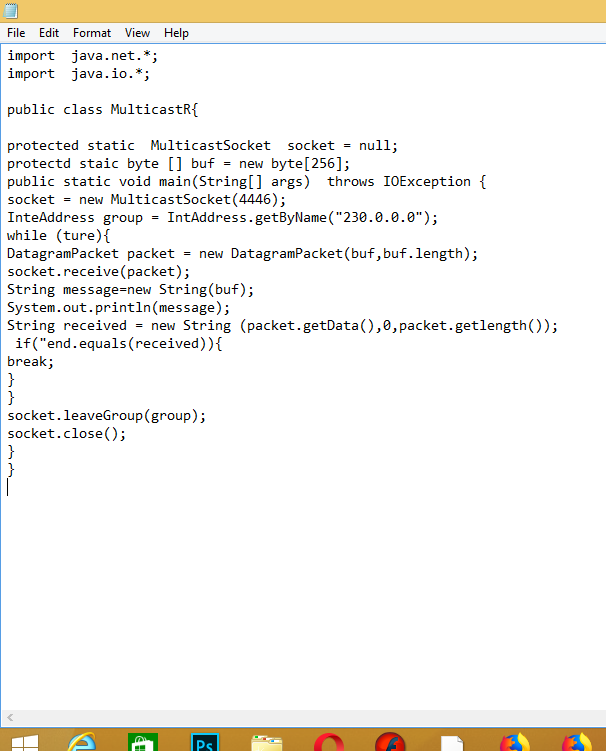 File Edit Format View Help
import  java.net.*;
import  java.io.*;
public class MulticastR{
protected static  MulticastSocket  socket = null;
protectd staic byte [] buf = new byte[256];
public static void main(String[] args)  throws IOException {
socket = new MulticastSocket(4446);
InteAddress group = IntAddress.getByName("230.0.0.0");
while (ture){
DatagramPacket packet = new DatagramPacket(buf,buf.length);
socket.receive(packet);
String message=new String(buf);
System.out.println(message);
String received = new String (packet.getData(),0,packet.getlength());
 if("end.equals(received)){
break;
}
}
socket.leaveGroup(group);
socket.close();
}
}
Ps